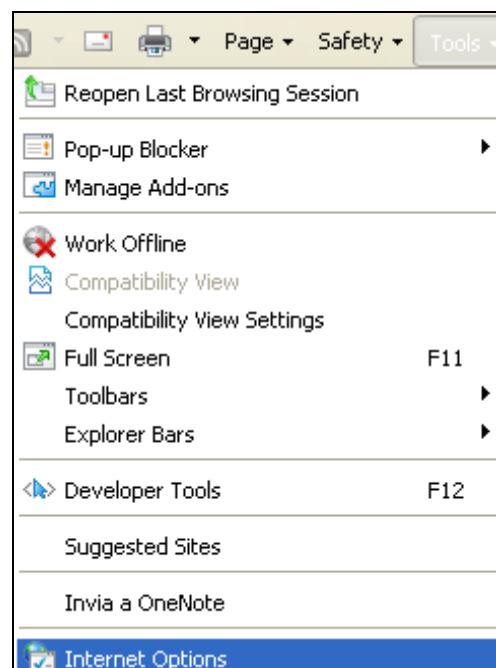 Page Safety Tools
Reopen Last Browsing Session
Pop-up Blocker
Manage Add-ons
Work Offline
Compatibility View
Compatibility View Settings
Full Screen F11
Toolbars
Explorer Bars
Developer Tools F12
Suggested Sites
Invia a OneNote
Internet Options